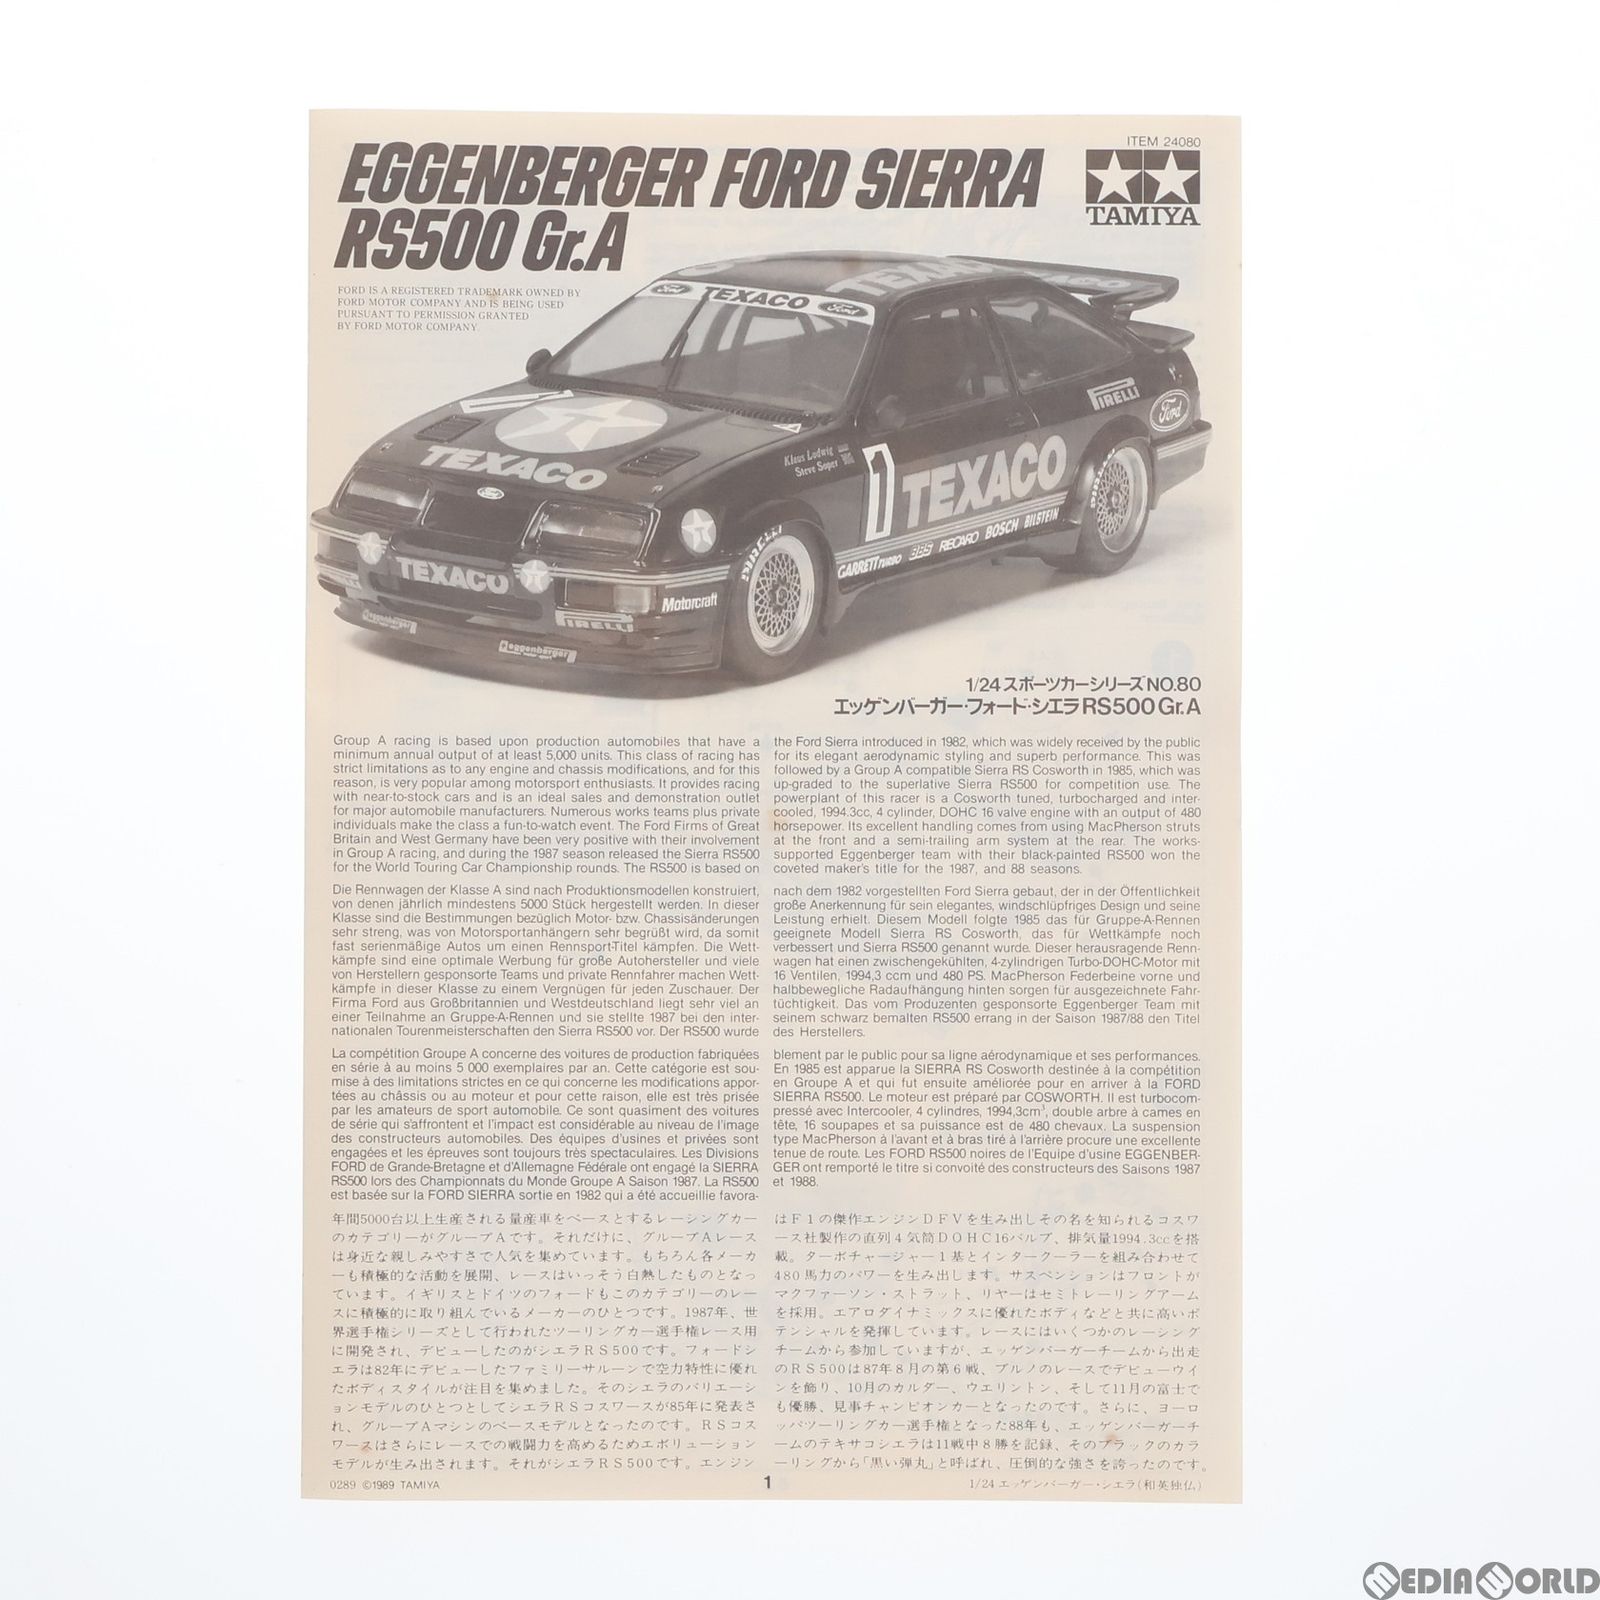 ITEM 24080
EGGENBERGER FORD SIERRA
RS500 Gr.A
TAMIYA
FORD IS A REGISTERED TRADEMARK OWNED BY
FORD MOTOR COMPANY AND IS BEING USED
PURSUANT TO PERMISSION GRANTED
BY FORD MOTOR COMPANY.
Ford TEXACO Ford
TEXACO
PIRELLI
Ford
TEXACO
Klaus Ludwig
Steve Soper
1 TEXACO
Ford
PIRELLI
GARRETT TURBO BBS RECARO BOSCH BILSTEIN
TEXACO
Motorcraft
PIRELLI
eggenberger
eggenberger
1/24 スポーツカーシリーズ NO.80
エッゲンバーガー・フォード・シエラ RS500 Gr.A
Group A racing is based upon production automobiles that have a
minimum annual output of at least 5,000 units. This class of racing has
strict limitations as to any engine and chassis modifications, and for this
reason, is very popular among motorsport enthusiasts. It provides racing
with near-to-stock cars and is an ideal sales and demonstration outlet
for major automobile manufacturers. Numerous works teams plus private
individuals make the class a fun-to-watch event. The Ford Firms of Great
Britain and West Germany have been very positive with their involvement
in Group A racing, and during the 1987 season released the Sierra RS500
for the World Touring Car Championship rounds. The RS500 is based on
the Ford Sierra introduced in 1982, which was widely received by the public
for its elegant aerodynamic styling and superb performance. This was
followed by a Group A compatible Sierra RS Cosworth in 1985, which was
up-graded to the superlative Sierra RS500 for competition use. The
powerplant of this racer is a Cosworth tuned, turbocharged and inter-
cooled, 1994.3cc, 4 cylinder, DOHC 16 valve engine with an output of 480
horsepower. Its excellent handling comes from using MacPherson struts
at the front and a semi-trailing arm system at the rear. The works-
supported Eggenberger team with their black-painted RS500 won the
coveted maker's title for the 1987, and 88 seasons.
Die Rennwagen der Klasse A sind nach Produktionsmodellen konstruiert,
von denen jährlich mindestens 5000 Stück hergestellt werden. In dieser
Klasse sind die Bestimmungen bezüglich Motor- bzw. Chassisänderungen
sehr streng, was von Motorsportanhängern sehr begrüßt wird, da somit
fast serienmäßige Autos um einen Rennsport-Titel kämpfen. Die Wett-
kämpfe sind eine optimale Werbung für große Autohersteller und viele
von Herstellern gesponsorte Teams und private Rennfahrer machen Wett-
kämpfe in dieser Klasse zu einem Vergnügen für jeden Zuschauer. Der
Firma Ford aus Großbritannien und Westdeutschland liegt sehr viel an
einer Teilnahme an Gruppe-A-Rennen und sie stellte 1987 bei den inter-
nationalen Tourenmeisterschaften den Sierra RS500 vor. Der RS500 wurde
nach dem 1982 vorgestellten Ford Sierra gebaut, der in der Öffentlichkeit
große Anerkennung für sein elegantes, windschlüpfriges Design und seine
Leistung erhielt. Diesem Modell folgte 1985 das für Gruppe-A-Rennen
geeignete Modell Sierra RS Cosworth, das für Wettkämpfe noch
verbessert und Sierra RS500 genannt wurde. Dieser herausragende Renn-
wagen hat einen zwischengekühlten, 4-zylindrigen Turbo-DOHC-Motor mit
16 Ventilen, 1994,3 ccm und 480 PS. MacPherson Federbeine vorne und
halbbewegliche Radaufhängung hinten sorgen für ausgezeichnete Fahr-
tüchtigkeit. Das vom Produzenten gesponsorte Eggenberger Team mit
seinem schwarz bemalten RS500 errang in der Saison 1987/88 den Titel
des Herstellers.
La compétition Groupe A concerne des voitures de production fabriquées
en série à au moins 5 000 exemplaires par an. Cette catégorie est sou-
mise à des limitations strictes en ce qui concerne les modifications appor-
tées au châssis ou au moteur et pour cette raison, elle est très prisée
par les amateurs de sport automobile. Ce sont quasiment des voitures
de série qui s'affrontent et l'impact est considérable au niveau de l'image
des constructeurs automobiles. Des équipes d'usines et privées sont
engagées et les épreuves sont toujours très spectaculaires. Les Divisions
FORD de Grande-Bretagne et d'Allemagne Fédérale ont engagé la SIERRA
RS500 lors des Championnats du Monde Groupe A Saison 1987. La RS500
est basée sur la FORD SIERRA sortie en 1982 qui a été accueillie favora-
blement par le public pour sa ligne aérodynamique et ses performances.
En 1985 est apparue la SIERRA RS Cosworth destinée à la compétition
en Groupe A et qui fut ensuite améliorée pour en arriver à la FORD
SIERRA RS500. Le moteur est préparé par COSWORTH. Il est turbocom-
pressé avec Intercooler, 4 cylindres, 1994,3cm³, double arbre à cames en
tête, 16 soupapes et sa puissance est de 480 chevaux. La suspension
type MacPherson à l'avant et à bras tiré à l'arrière procure une excellente
tenue de route. Les FORD RS500 noires de l'Equipe d'usine EGGENBER-
GER ont remporté le titre si convoité des constructeurs des Saisons 1987
et 1988.
年間5000台以上生産される量産車をベースとするレーシングカー
のカテゴリーがグループAです。それだけに、グループAレース
は身近な親しみやすさで人気を集めています。もちろん各メーカ
ーも積極的な活動を展開、レースはいっそう白熱したものとなっ
ています。イギリスとドイツのフォードもこのカテゴリーのレー
スに積極的に取り組んでいるメーカーのひとつです。1987年、世
界選手権シリーズとして行われたツーリングカー選手権レース用
に開発され、デビューしたのがシエラRS500です。フォードシ
エラは82年にデビューしたファミリーサルーンで空力特性に優れ
たボディスタイルが注目を集めました。そのシエラのバリエーシ
ョンモデルのひとつとしてシエラRSコスワースが85年に発表さ
れ、グループAマシンのベースモデルとなったのです。RSコス
ワースはさらにレースでの戦闘力を高めるためエボリューション
モデルが生み出されます。それがシエラRS500です。エンジン
はF1の傑作エンジンDFVを生み出しその名を知られるコスワ
ース社製作の直列4気筒DOHC16バルブ、排気量1994.3ccを搭
載。ターボチャージャー1基とインタークーラーを組み合わせて
480馬力のパワーを生み出します。サスペンションはフロントが
マクファーソン・ストラット、リヤーはセミトレーリングアーム
を採用。エアロダイナミックスに優れたボディなどと共に高いポ
テンシャルを発揮しています。レースにはいくつかのレーシング
チームから参加していますが、エッゲンバーガーチームから出走
のRS500は87年8月の第6戦、ブルノのレースでデビューウイ
ンを飾り、10月のカルダー、ウエリントン、そして11月の富士で
も優勝、見事チャンピオンカーとなったのです。さらに、ヨーロ
ッパツーリングカー選手権となった88年も、エッゲンバーガーチ
ームのテキサコシエラは11戦中8勝を記録、そのブラックのカラ
ーリングから「黒い弾丸」と呼ばれ、圧倒的な強さを誇ったのです。
0289 ©1989 TAMIYA
1
1/24 エッゲンバーガー・シエラ(和英独仏)
MEDIAWORLD